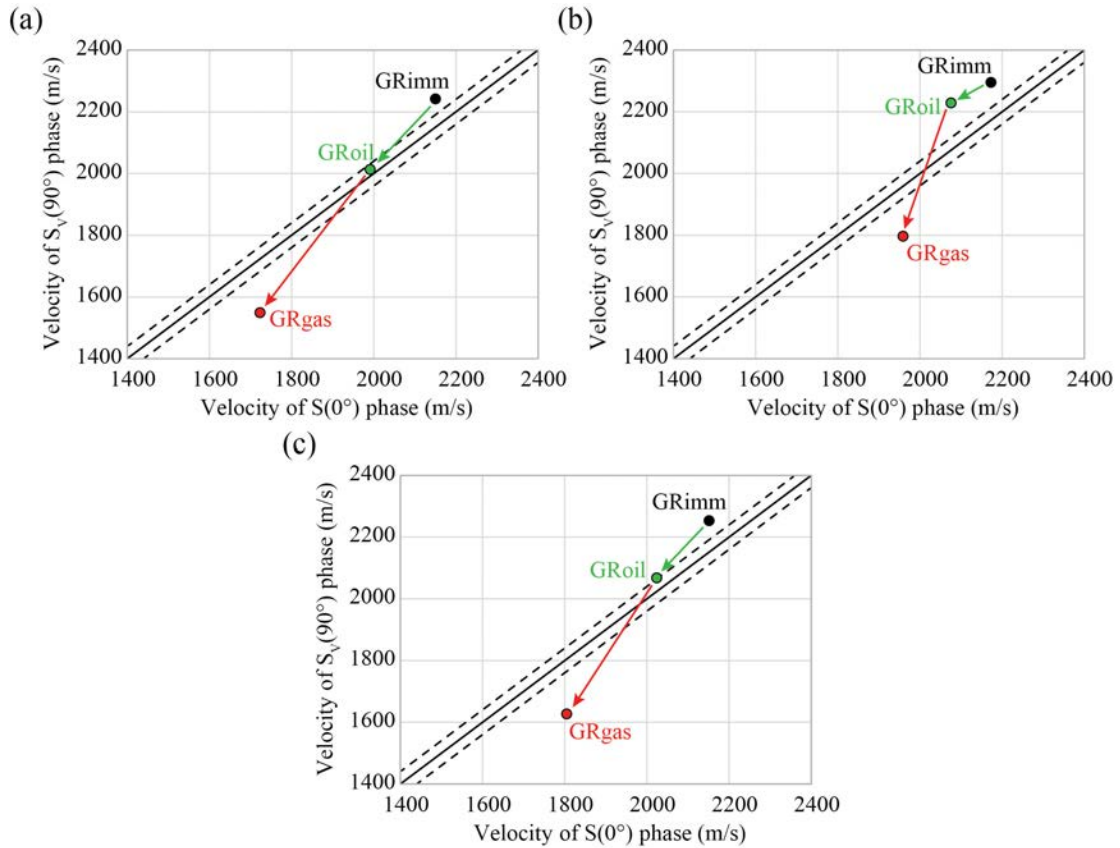 (a)
2400
2200
2000
1800
1600
1400
Velocity of SV(90°) phase (m/s)
GRimm
GRoil
GRgas
1400 1600 1800 2000 2200 2400
Velocity of S(0°) phase (m/s)
(b)
2400
2200
2000
1800
1600
1400
Velocity of SV(90°) phase (m/s)
GRimm
GRoil
GRgas
1400 1600 1800 2000 2200 2400
Velocity of S(0°) phase (m/s)
(c)
2400
2200
2000
1800
1600
1400
Velocity of SV(90°) phase (m/s)
GRimm
GRoil
GRgas
1400 1600 1800 2000 2200 2400
Velocity of S(0°) phase (m/s)